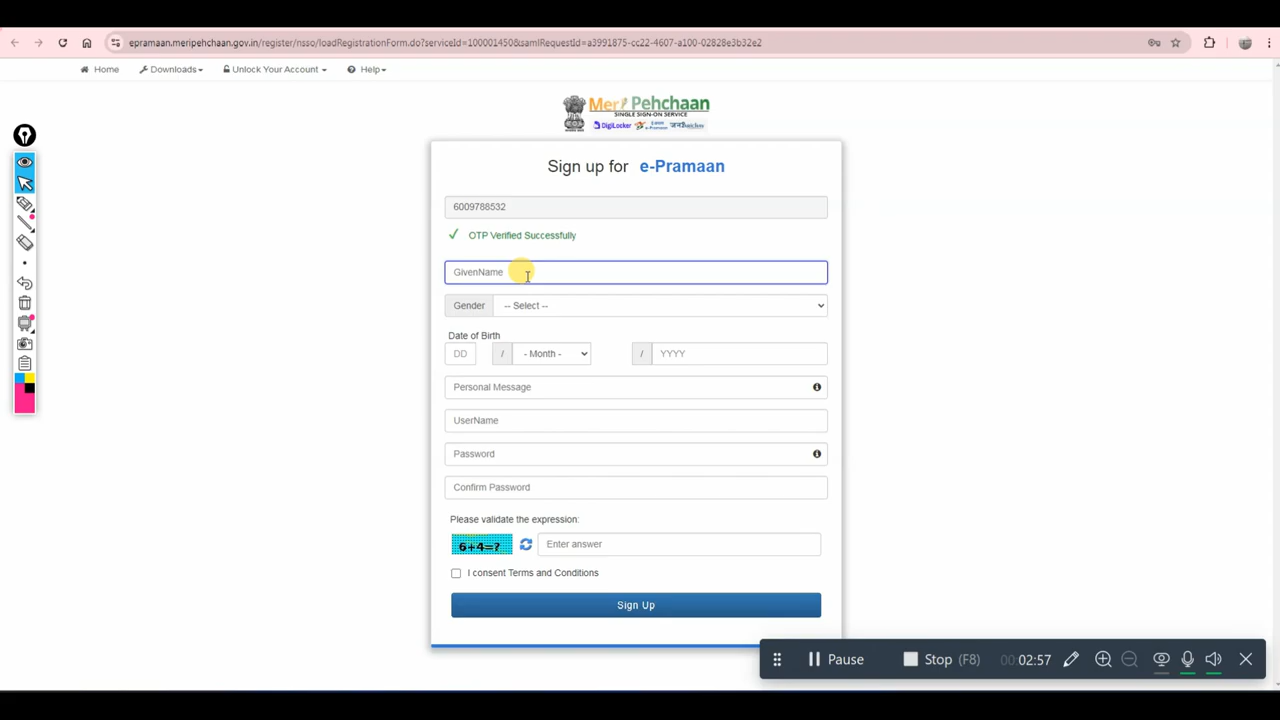 epramaan.meripehchaan.gov.in/register/nsso/loadRegistrationForm.do?serviceId=100001450&samlRequestId=a3991875-cc22-4607-a100-02828e3b32e2
Home Downloads Unlock Your Account Help
Meri Pehchaan
SINGLE SIGN-ON SERVICE
DigiLocker
Sign up for e-Pramaan
6009788532
OTP Verified Successfully
GivenName
Gender -- Select --
Date of Birth
DD / - Month - / YYYY
Personal Message
UserName
Password
Confirm Password
Please validate the expression:
6+4=? Enter answer
I consent Terms and Conditions
Sign Up
Pause Stop (F8) 00:02:57